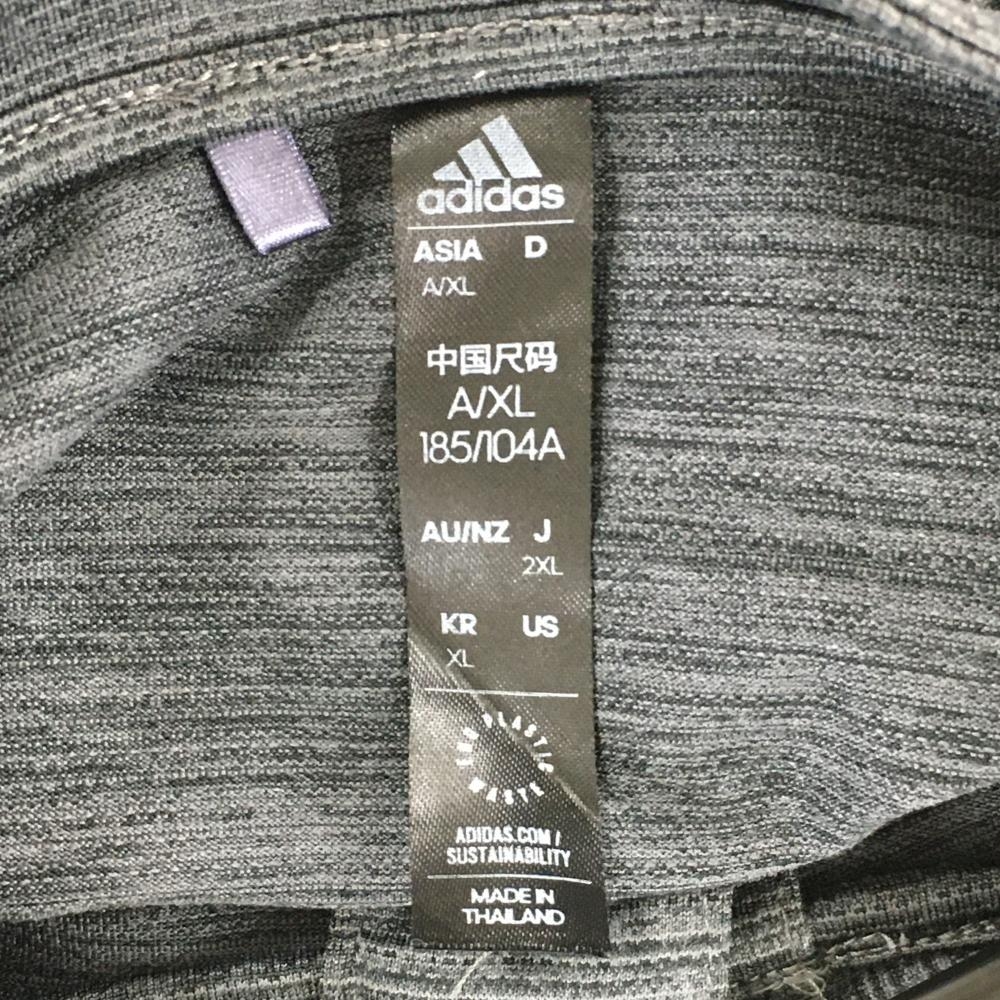 adidas
ASIA D
A/XL
中国尺码
A/XL
185/104A
AU/NZ J
2XL
KR US
XL
END PLASTIC WASTE
ADIDAS.COM/
SUSTAINABILITY
MADE IN
THAILAND